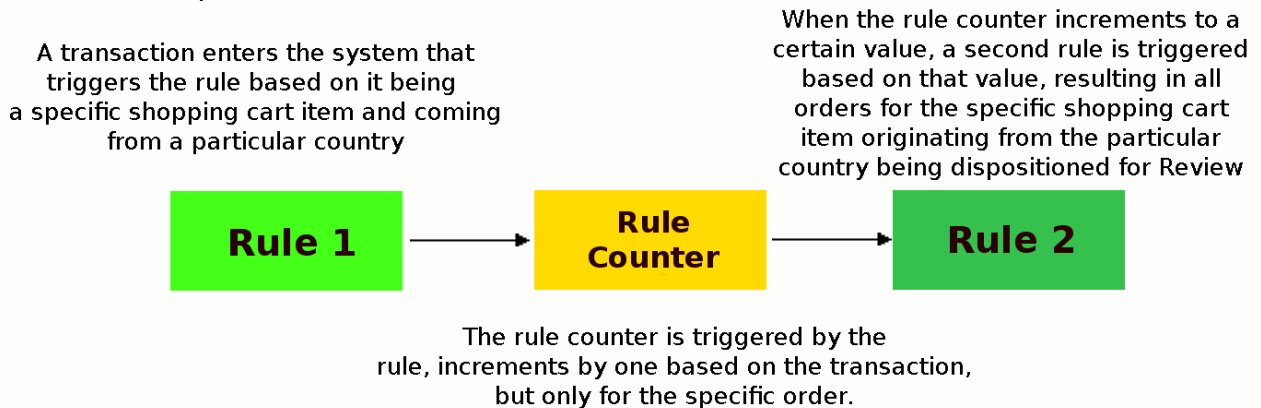 A transaction enters the system that
triggers the rule based on it being
a specific shopping cart item and coming
from a particular country
When the rule counter increments to a
certain value, a second rule is triggered
based on that value, resulting in all
orders for the specific shopping cart
item originating from the particular
country being dispositioned for Review
Rule 1
Rule
Counter
Rule 2
The rule counter is triggered by the
rule, increments by one based on the transaction,
but only for the specific order.